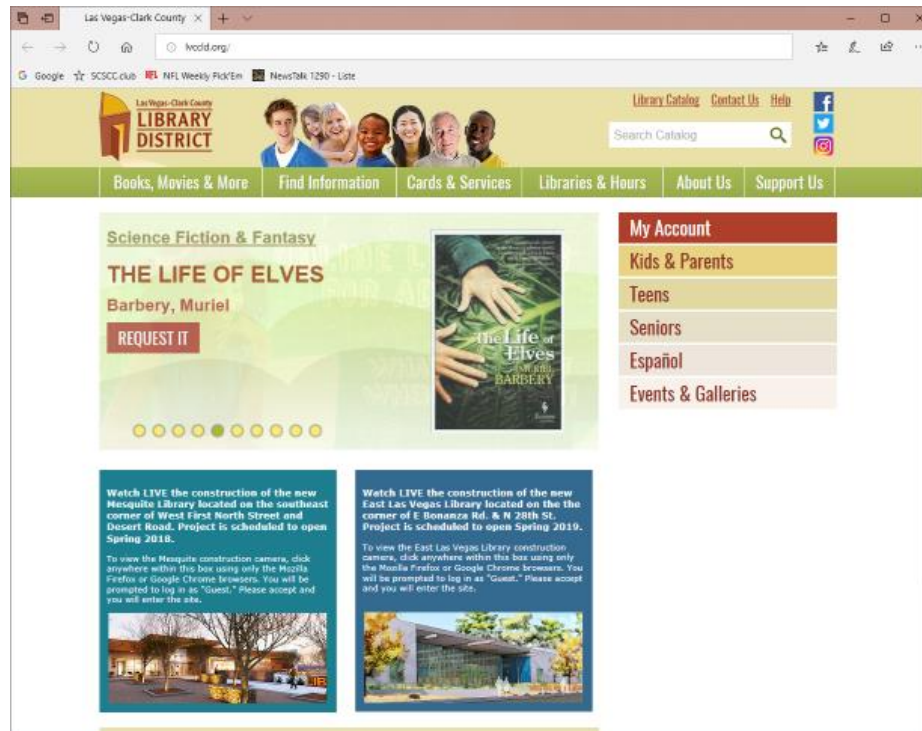 Las Vegas-Clark County
lvccld.org/
Google
SCSCC.club
NFL Weekly Pick'Em
NewsTalk 1290 - Liste
Las Vegas-Clark County
LIBRARY
DISTRICT
Library Catalog Contact Us Help
Search Catalog
Books, Movies & More Find Information Cards & Services Libraries & Hours About Us Support Us
Science Fiction & Fantasy
THE LIFE OF ELVES
Barbery, Muriel
REQUEST IT
The Life of
Elves
MURIEL
BARBERY
My Account
Kids & Parents
Teens
Seniors
Español
Events & Galleries
Watch LIVE the construction of the new
Mesquite Library located on the southeast
corner of West First North Street and
Desert Road. Project is scheduled to open
Spring 2018.
To view the Mesquite construction camera, click
anywhere within this box using only the Mozilla
Firefox or Google Chrome browsers. You will be
prompted to log in as "Guest." Please accept and
you will enter the site.
Watch LIVE the construction of the new
East Las Vegas Library located on the the
corner of E Bonanza Rd. & N 28th St.
Project is scheduled to open Spring 2019.
To view the East Las Vegas Library construction
camera, click anywhere within this box using only
the Mozilla Firefox or Google Chrome browsers. You
will be prompted to log in as "Guest." Please accept
and you will enter the site.